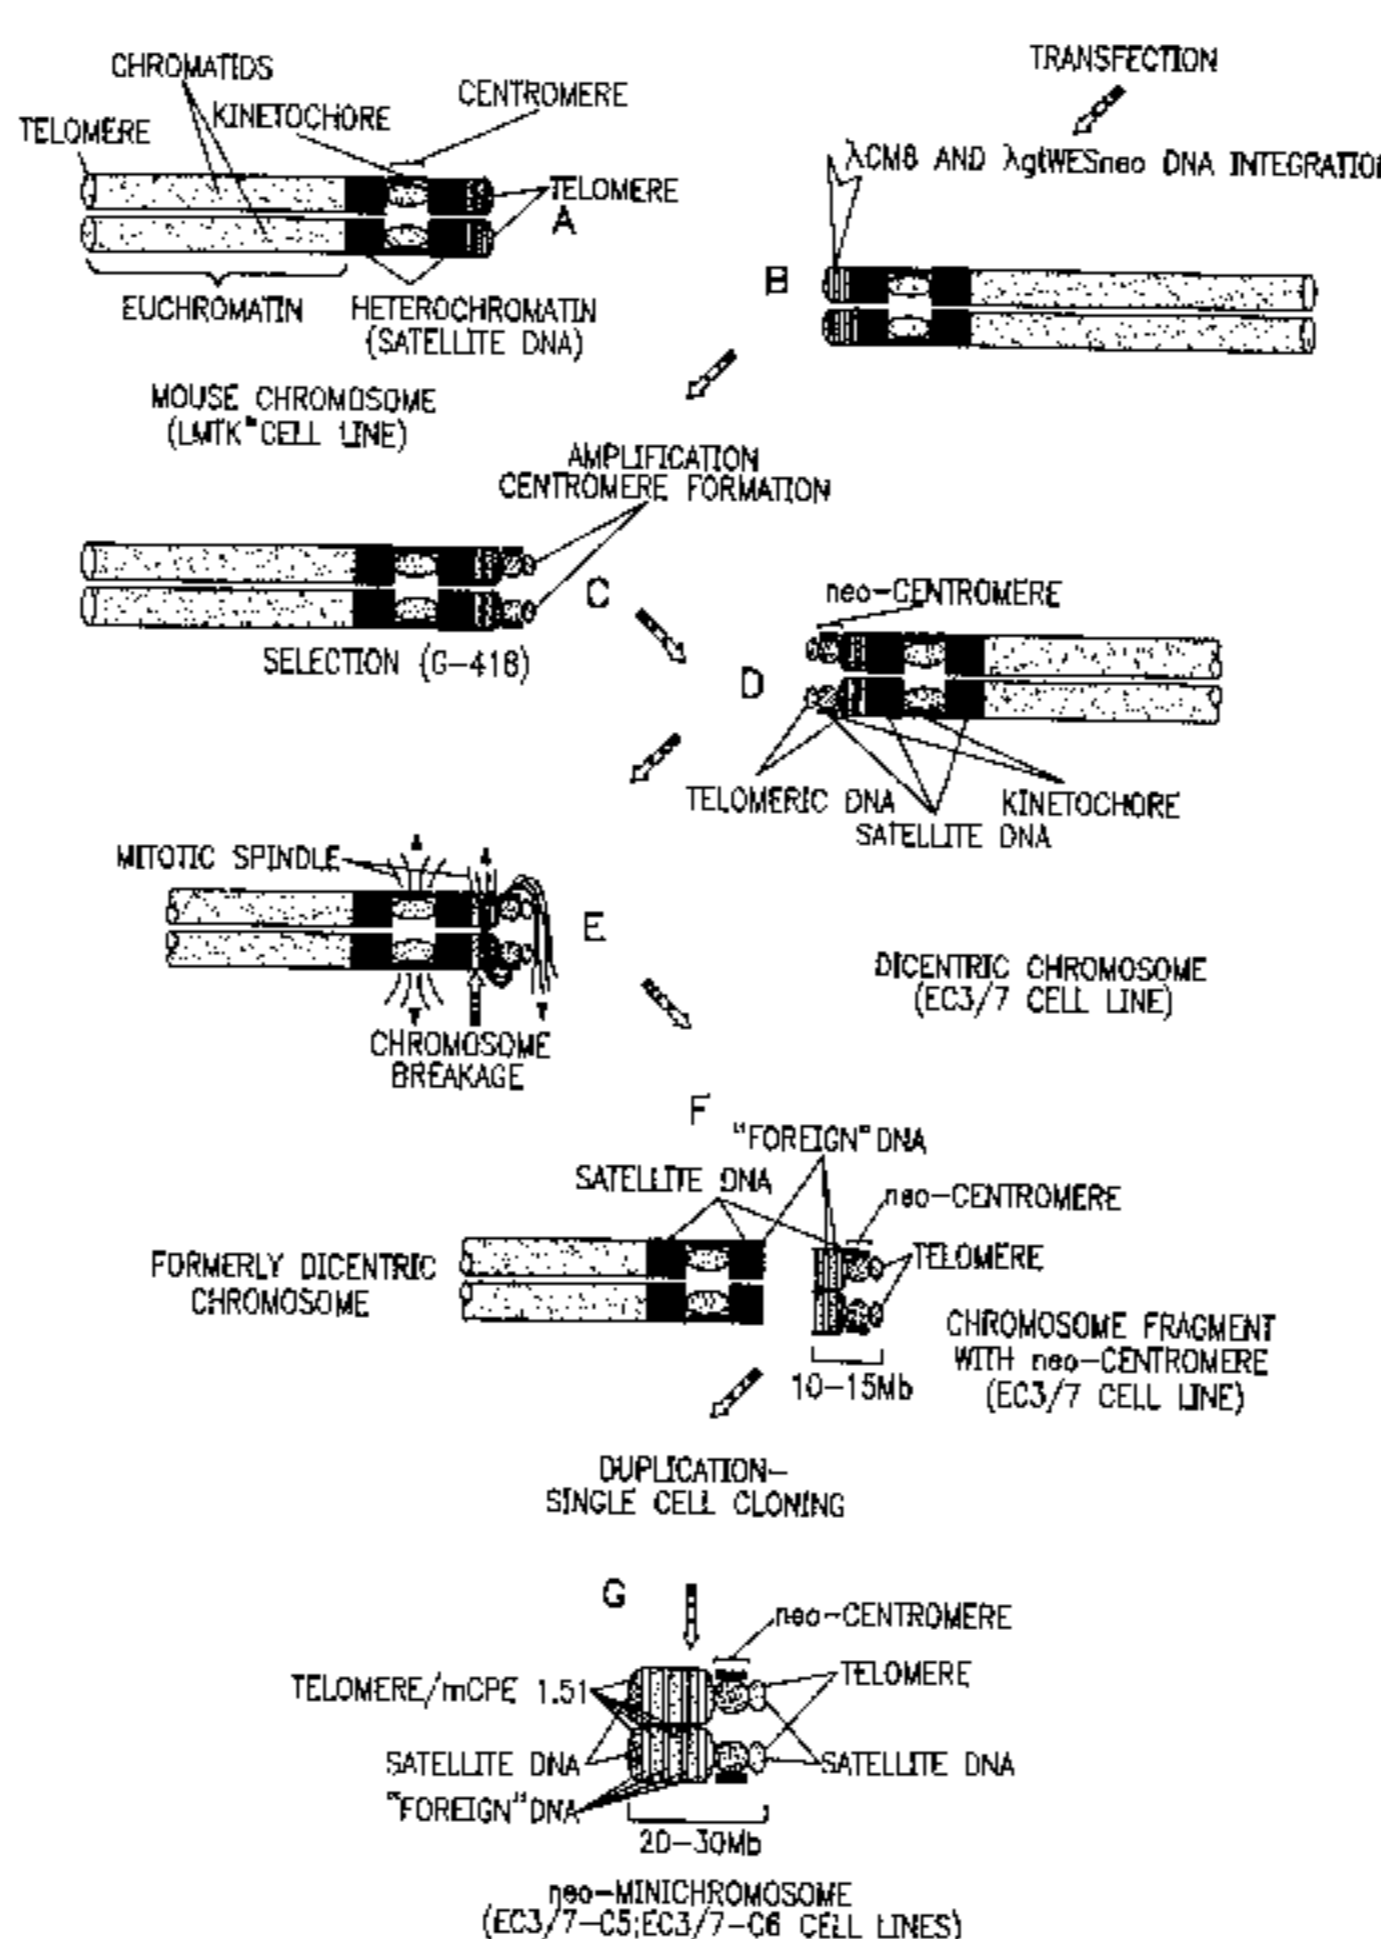 CHROMATIDS
KINETOCHORE
CENTROMERE
TELOMERE
TELOMERE
A
EUCHROMATIN
HETEROCHROMATIN
(SATELLITE DNA)
MOUSE CHROMOSOME
(LMTK⁻ CELL LINE)
TRANSFECTION
λCM8 AND λgtWESneo DNA INTEGRATION
B
AMPLIFICATION
CENTROMERE FORMATION
C
SELECTION (G-418)
neo-CENTROMERE
D
TELOMERIC DNA
KINETOCHORE
SATELLITE DNA
MITOTIC SPINDLE
E
CHROMOSOME
BREAKAGE
DICENTRIC CHROMOSOME
(EC3/7 CELL LINE)
F
"FOREIGN" DNA
SATELLITE DNA
neo-CENTROMERE
TELOMERE
FORMERLY DICENTRIC
CHROMOSOME
CHROMOSOME FRAGMENT
WITH neo-CENTROMERE
(EC3/7 CELL LINE)
10-15Mb
DUPLICATION-
SINGLE CELL CLONING
G
neo-CENTROMERE
TELOMERE/mCPE 1.51
TELOMERE
SATELLITE DNA
SATELLITE DNA
"FOREIGN" DNA
20-30Mb
neo-MINICHROMOSOME
(EC3/7-C5;EC3/7-C6 CELL LINES)